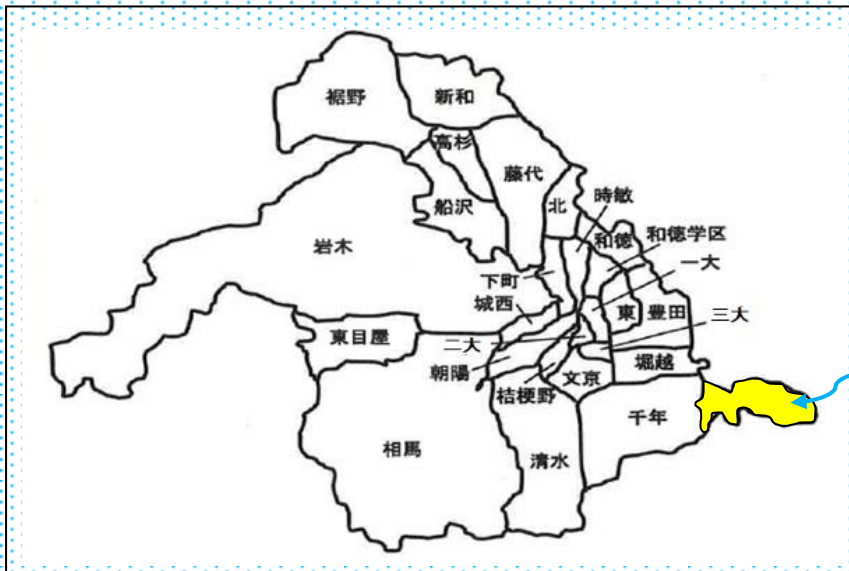 裾野
新和
高杉
藤代
船沢
北
時敏
和徳
和徳学区
岩木
下町
一大
城西
東
豊田
三大
東目屋
二大
堀越
朝陽
桔梗野
文京
千年
相馬
清水